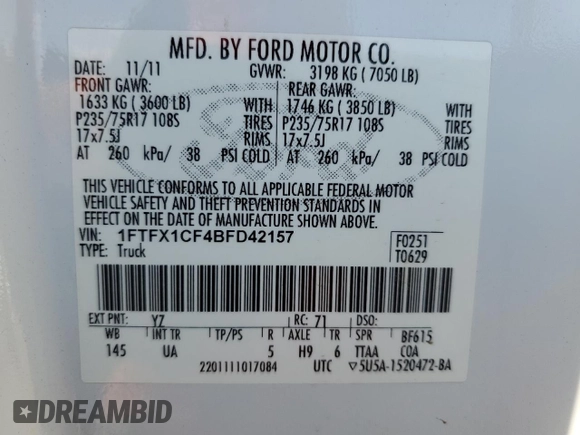 MFD. BY FORD MOTOR CO.
DATE: 11/11 GVWR: 3198 KG ( 7050 LB)
FRONT GAWR: REAR GAWR:
1633 KG ( 3600 LB) WITH 1746 KG ( 3850 LB) WITH
P235/75R17 108S TIRES P235/75R17 108S TIRES
17x7.5J RIMS 17x7.5J RIMS
AT 260 kPa/ 38 PSI COLD AT 260 kPa/ 38 PSI COLD
THIS VEHICLE CONFORMS TO ALL APPLICABLE FEDERAL MOTOR
VEHICLE SAFETY AND THEFT PREVENTION STANDARDS IN
EFFECT ON THE DATE OF MANUFACTURE SHOWN ABOVE.
VIN: 1FTFX1CF4BFD42157 F0251
TYPE: Truck T0629
EXT PNT: YZ RC: 71 DSO:
WB INT TR TP/PS R AXLE TR SPR BF615
145 UA 5 H9 6 TTAA COA
2201111017084 UTC ▽5U5A-1520472-BA
DREAMBID